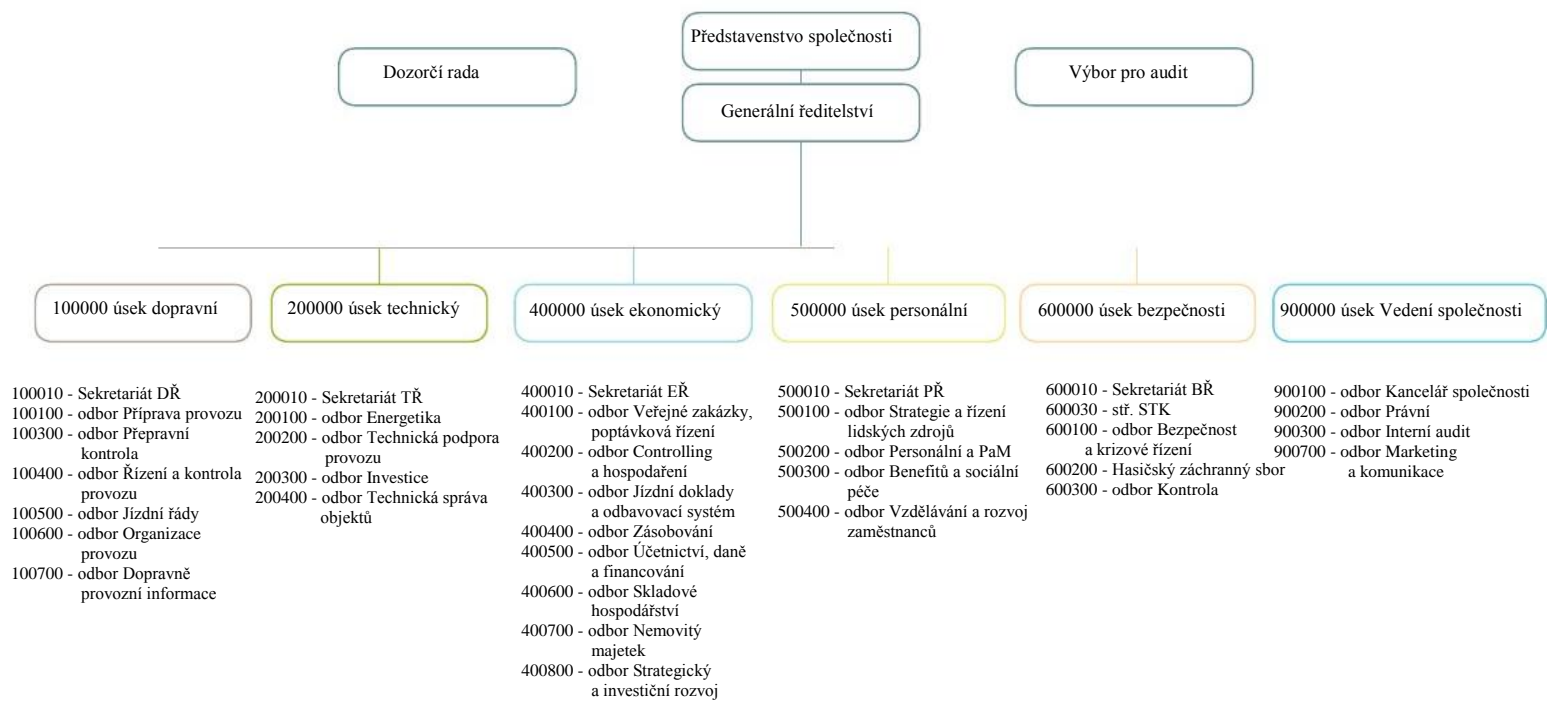 Představenstvo společnosti
Dozorčí rada
Výbor pro audit
Generální ředitelství
100000 úsek dopravní
200000 úsek technický
400000 úsek ekonomický
500000 úsek personální
600000 úsek bezpečnosti
900000 úsek Vedení společnosti
100010 - Sekretariát DŘ
100100 - odbor Příprava provozu
100300 - odbor Přepravní
kontrola
100400 - odbor Řízení a kontrola
provozu
100500 - odbor Jízdní řády
100600 - odbor Organizace
provozu
100700 - odbor Dopravně
provozní informace
200010 - Sekretariát TŘ
200100 - odbor Energetika
200200 - odbor Technická podpora
provozu
200300 - odbor Investice
200400 - odbor Technická správa
objektů
400010 - Sekretariát EŘ
400100 - odbor Veřejné zakázky,
poptávková řízení
400200 - odbor Controlling
a hospodaření
400300 - odbor Jízdní doklady
a odbavovací systém
400400 - odbor Zásobování
400500 - odbor Účetnictví, daně
a financování
400600 - odbor Skladové
hospodářství
400700 - odbor Nemovitý
majetek
400800 - odbor Strategický
a investiční rozvoj
500010 - Sekretariát PŘ
500100 - odbor Strategie a řízení
lidských zdrojů
500200 - odbor Personální a PaM
500300 - odbor Benefitů a sociální
péče
500400 - odbor Vzdělávání a rozvoj
zaměstnanců
600010 - Sekretariát BŘ
600030 - stř. STK
600100 - odbor Bezpečnost
a krizové řízení
600200 - Hasičský záchranný sbor
600300 - odbor Kontrola
900100 - odbor Kancelář společnosti
900200 - odbor Právní
900300 - odbor Interní audit
900700 - odbor Marketing
a komunikace